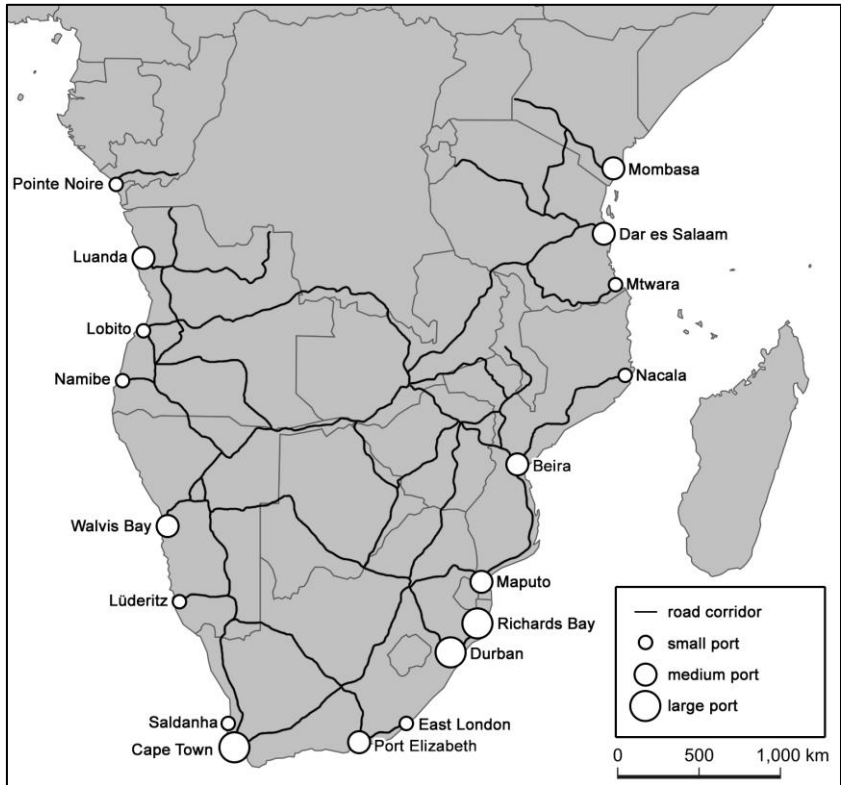 Pointe Noire
Mombasa
Luanda
Dar es Salaam
Mtwara
Lobito
Namibe
Nacala
Beira
Walvis Bay
Maputo
Lüderitz
Richards Bay
Durban
Saldanha
East London
Cape Town
Port Elizabeth
road corridor
small port
medium port
large port
0 500 1,000 km